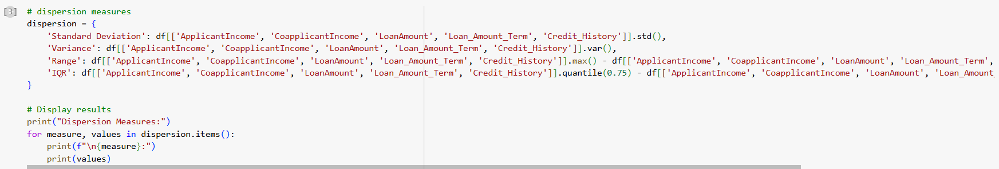 [3]
# dispersion measures
dispersion = {
    'Standard Deviation': df[['ApplicantIncome', 'CoapplicantIncome', 'LoanAmount', 'Loan_Amount_Term', 'Credit_History']].std(),
    'Variance': df[['ApplicantIncome', 'CoapplicantIncome', 'LoanAmount', 'Loan_Amount_Term', 'Credit_History']].var(),
    'Range': df[['ApplicantIncome', 'CoapplicantIncome', 'LoanAmount', 'Loan_Amount_Term', 'Credit_History']].max() - df[['ApplicantIncome', 'CoapplicantIncome', 'LoanAmount', 'Loan_Amount_Term',
    'IQR': df[['ApplicantIncome', 'CoapplicantIncome', 'LoanAmount', 'Loan_Amount_Term', 'Credit_History']].quantile(0.75) - df[['ApplicantIncome', 'CoapplicantIncome', 'LoanAmount', 'Loan_Amount_
}
# Display results
print("Dispersion Measures:")
for measure, values in dispersion.items():
    print(f"\n{measure}:")
    print(values)